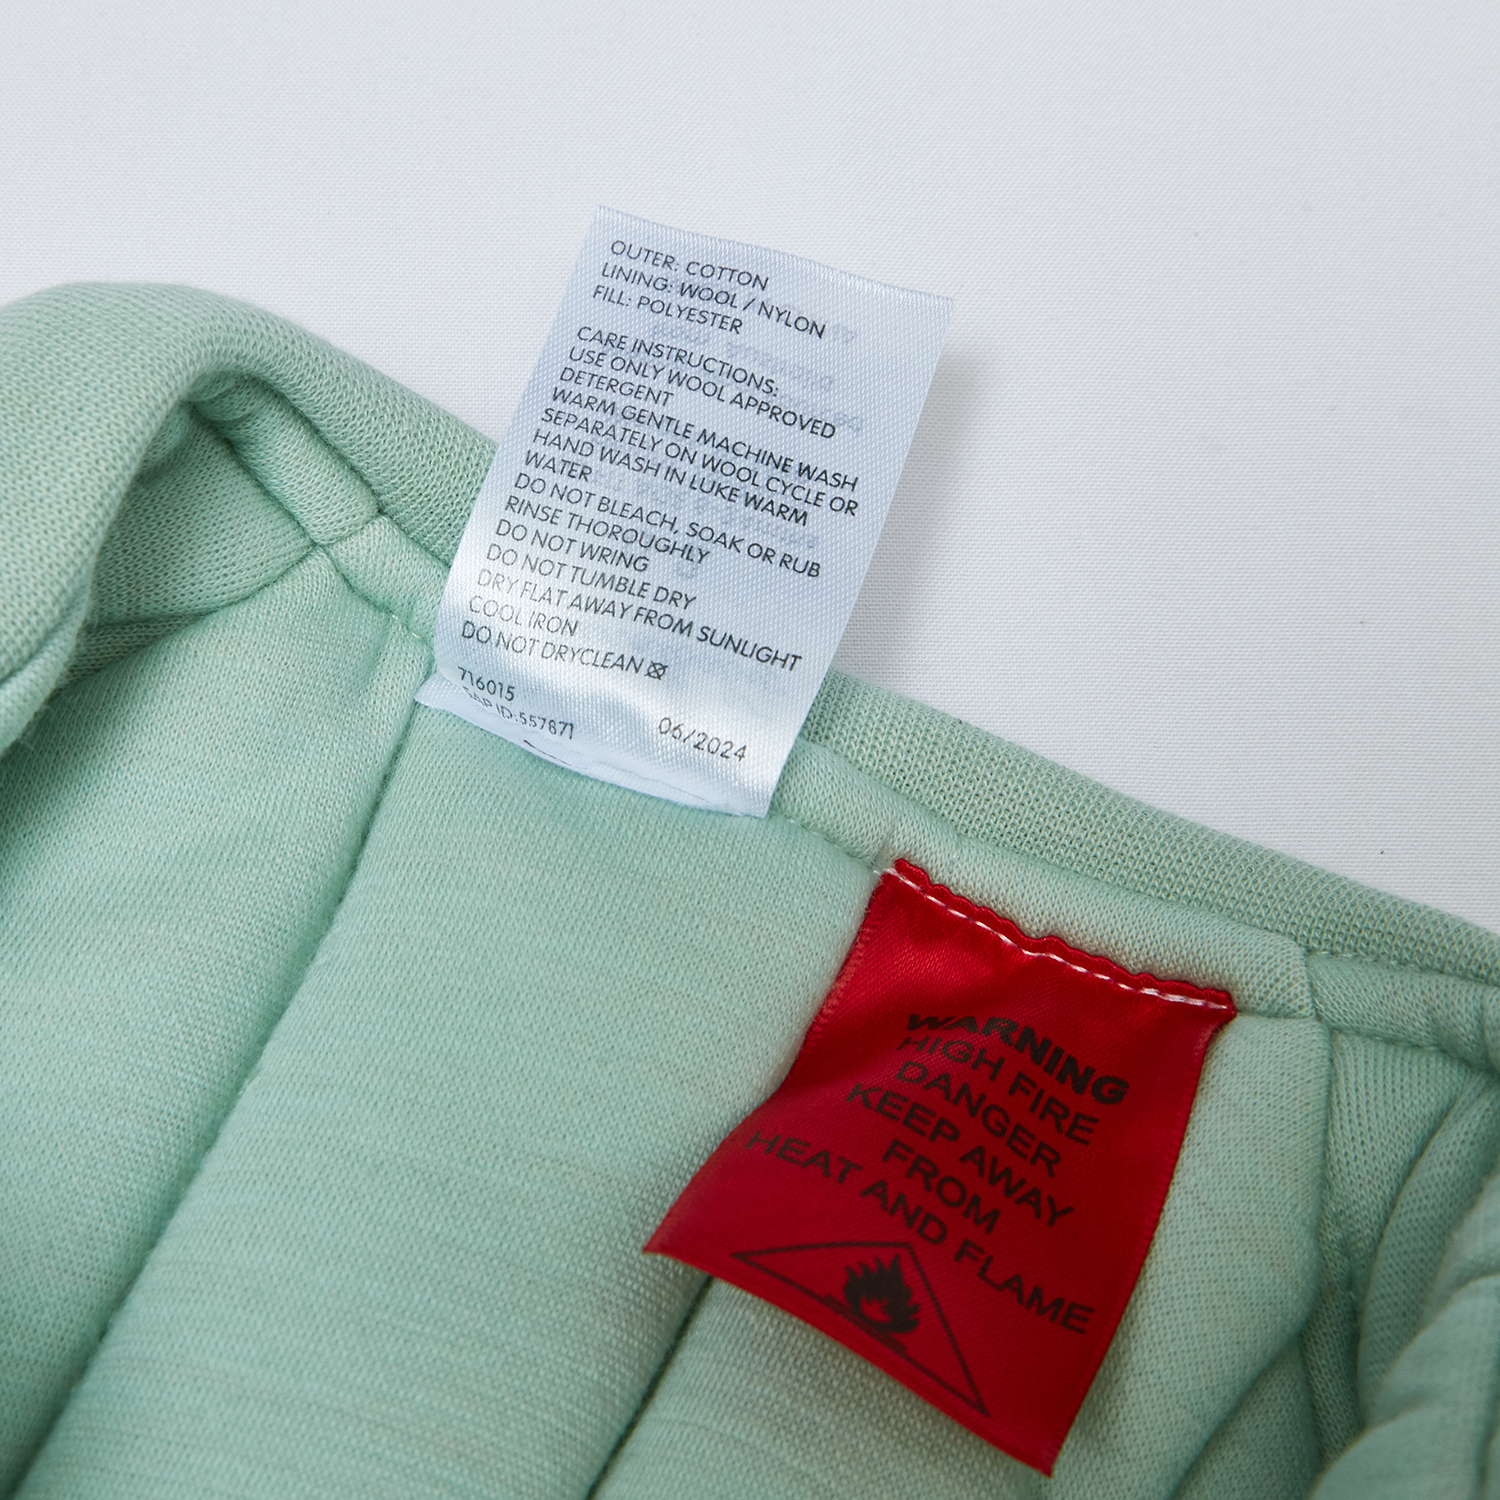 OUTER: COTTON
LINING: WOOL / NYLON
FILL: POLYESTER
CARE INSTRUCTIONS:
USE ONLY WOOL APPROVED
DETERGENT
WARM GENTLE MACHINE WASH
SEPARATELY ON WOOL CYCLE OR
HAND WASH IN LUKE WARM
WATER
DO NOT BLEACH, SOAK OR RUB
RINSE THOROUGHLY
DO NOT WRING
DO NOT TUMBLE DRY
DRY FLAT AWAY FROM SUNLIGHT
COOL IRON
DO NOT DRYCLEAN
716015
SAP ID:557871
06/2024
WARNING
HIGH FIRE
DANGER
KEEP AWAY
FROM
HEAT AND FLAME